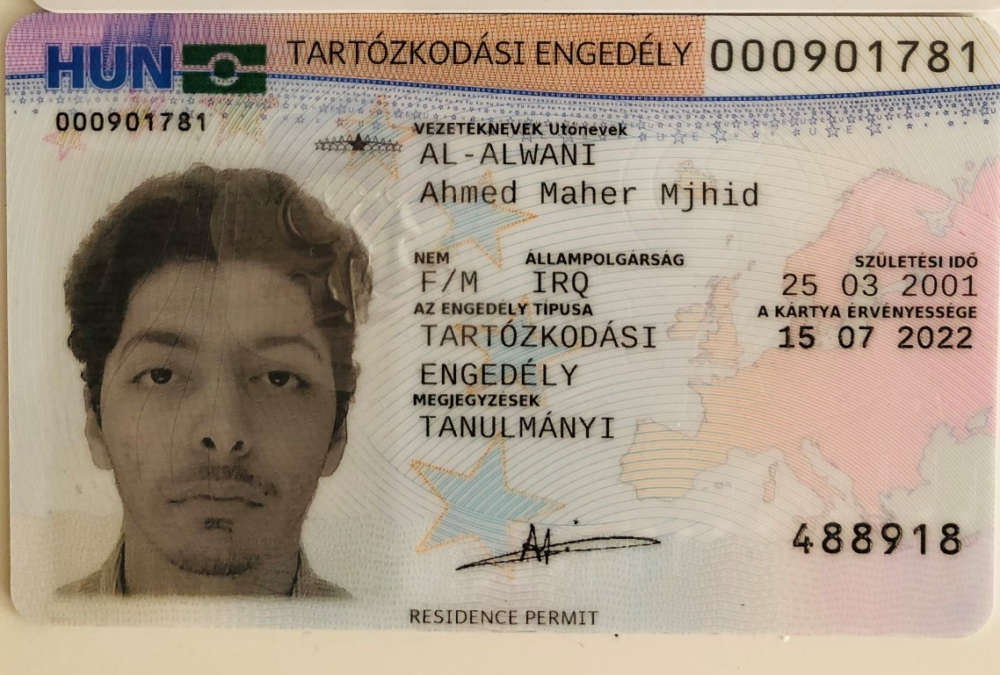 HUN TARTÓZKODÁSI ENGEDÉLY 000901781
000901781
VEZETÉKNEVEK Utónevek
AL-ALWANI
Ahmed Maher Mjhid
NEM ÁLLAMPOLGÁRSÁG SZÜLETÉSI IDŐ
F/M IRQ 25 03 2001
AZ ENGEDÉLY TÍPUSA A KÁRTYA ÉRVÉNYESSÉGE
TARTÓZKODÁSI 15 07 2022
ENGEDÉLY
MEGJEGYZÉSEK
TANULMÁNYI
488918
RESIDENCE PERMIT